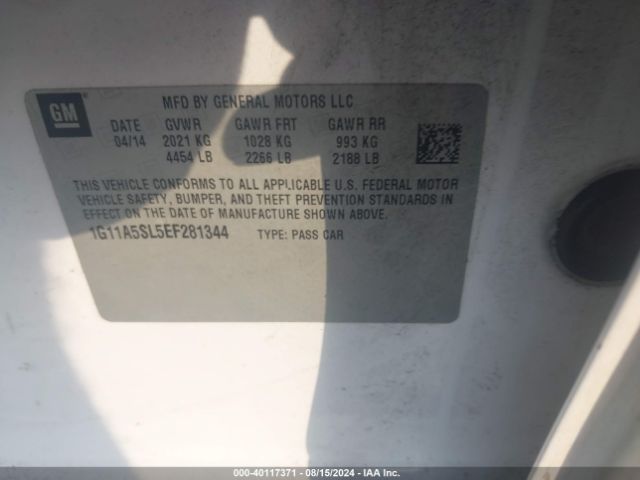 GM
MFD BY GENERAL MOTORS LLC
DATE GVWR GAWR FRT GAWR RR
04/14 2021 KG 1028 KG 993 KG
4454 LB 2266 LB 2188 LB
THIS VEHICLE CONFORMS TO ALL APPLICABLE U.S. FEDERAL MOTOR
VEHICLE SAFETY, BUMPER, AND THEFT PREVENTION STANDARDS IN
EFFECT ON THE DATE OF MANUFACTURE SHOWN ABOVE.
1G11A5SL5EF281344 TYPE: PASS CAR
000-40117371 - 08/15/2024 - IAA Inc.